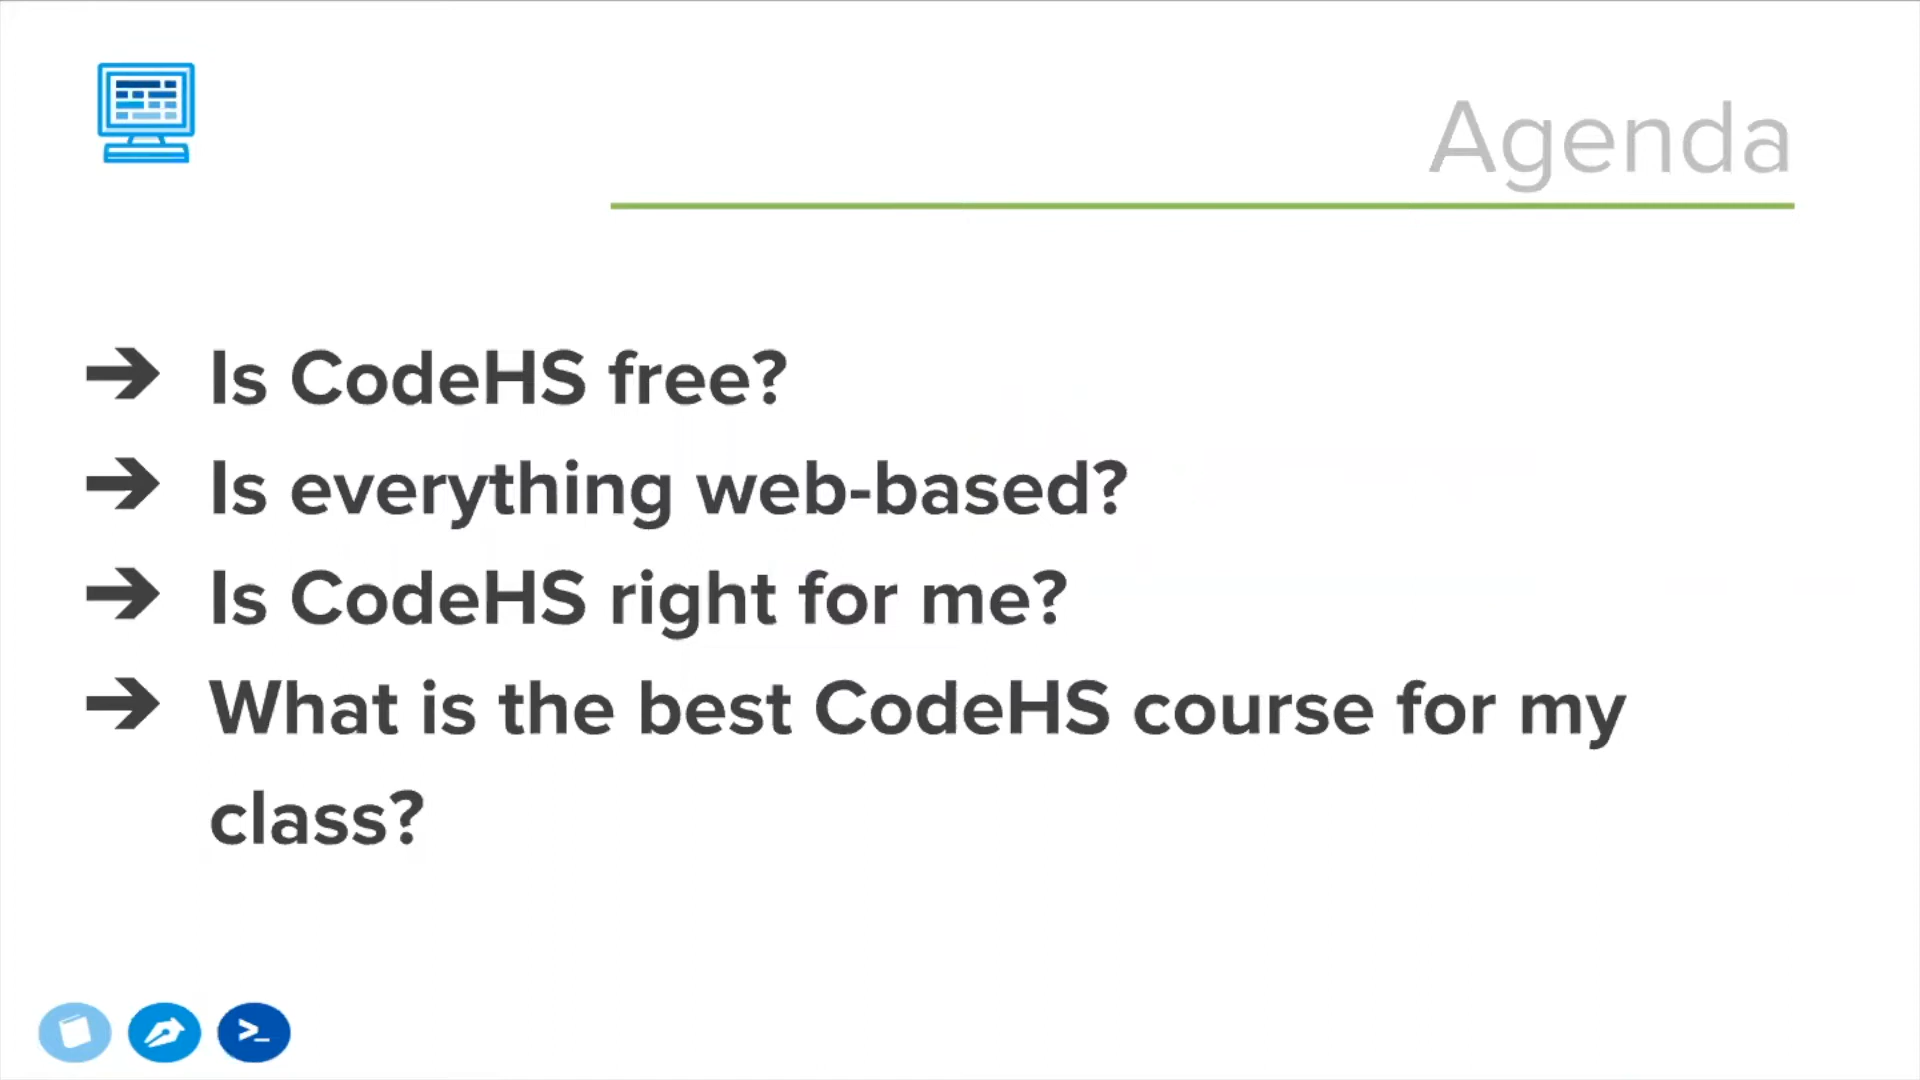 Agenda
➔ Is CodeHS free?
➔ Is everything web-based?
➔ Is CodeHS right for me?
➔ What is the best CodeHS course for my
class?
>_